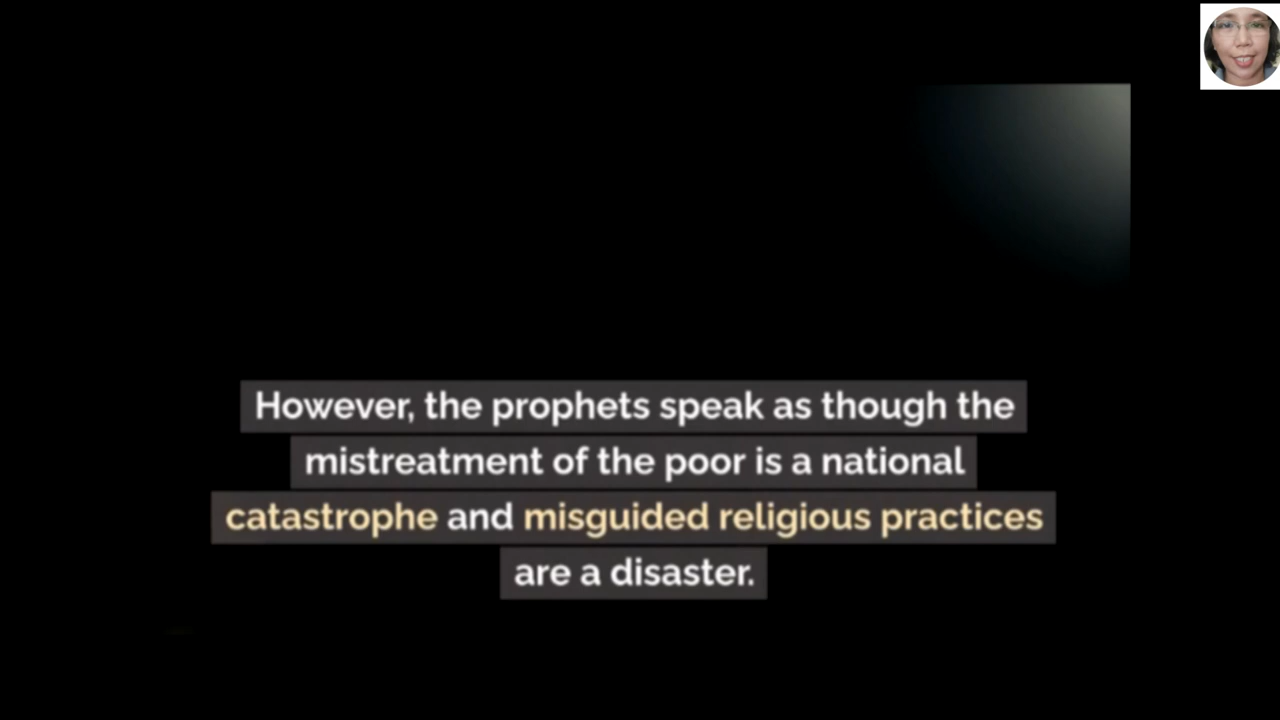 However, the prophets speak as though the
mistreatment of the poor is a national
catastrophe and misguided religious practices
are a disaster.